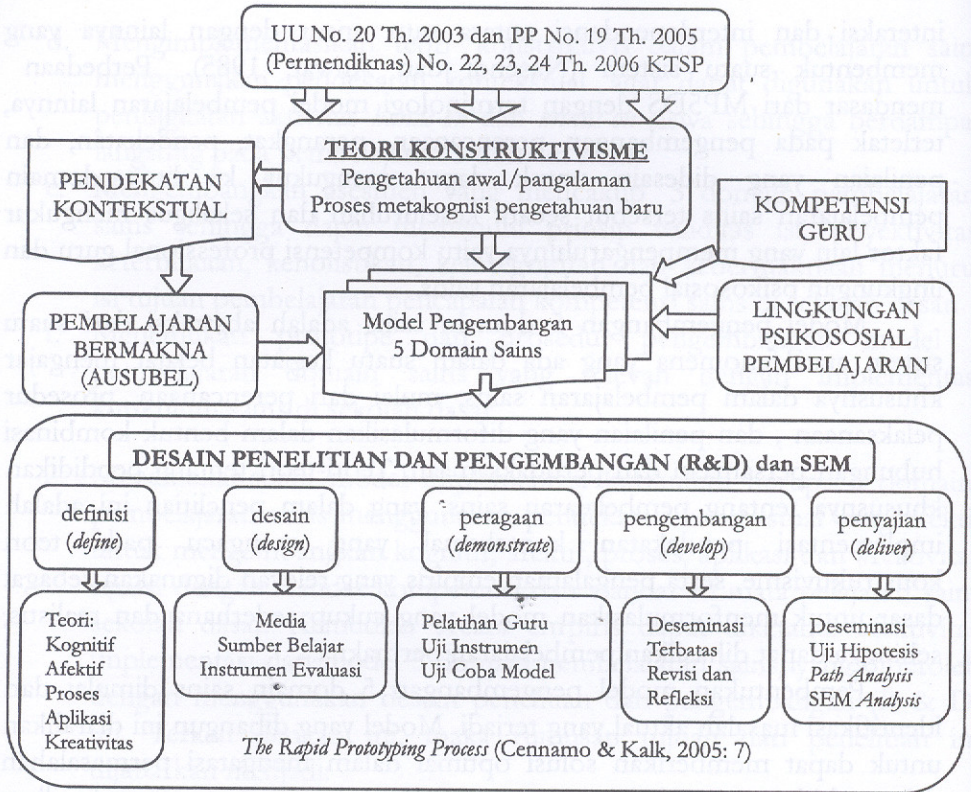 UU No. 20 Th. 2003 dan PP No. 19 Th. 2005
(Permendiknas) No. 22, 23, 24 Th. 2006 KTSP
TEORI KONSTRUKTIVISME
Pengetahuan awal/pangalaman
Proses metakognisi pengetahuan baru
PENDEKATAN
KONTEKSTUAL
KOMPETENSI
GURU
PEMBELAJARAN
BERMAKNA
(AUSUBEL)
Model Pengembangan
5 Domain Sains
LINGKUNGAN
PSIKOSOSIAL
PEMBELAJARAN
DESAIN PENELITIAN DAN PENGEMBANGAN (R&D) dan SEM
definisi
(define)
desain
(design)
peragaan
(demonstrate)
pengembangan
(develop)
penyajian
(deliver)
Teori:
Kognitif
Afektif
Proses
Aplikasi
Kreativitas
Media
Sumber Belajar
Instrumen Evaluasi
Pelatihan Guru
Uji Instrumen
Uji Coba Model
Deseminasi
Terbatas
Revisi dan
Refleksi
Deseminasi
Uji Hipotesis
Path Analysis
SEM Analysis
The Rapid Prototyping Process (Cennamo & Kalk, 2005: 7)